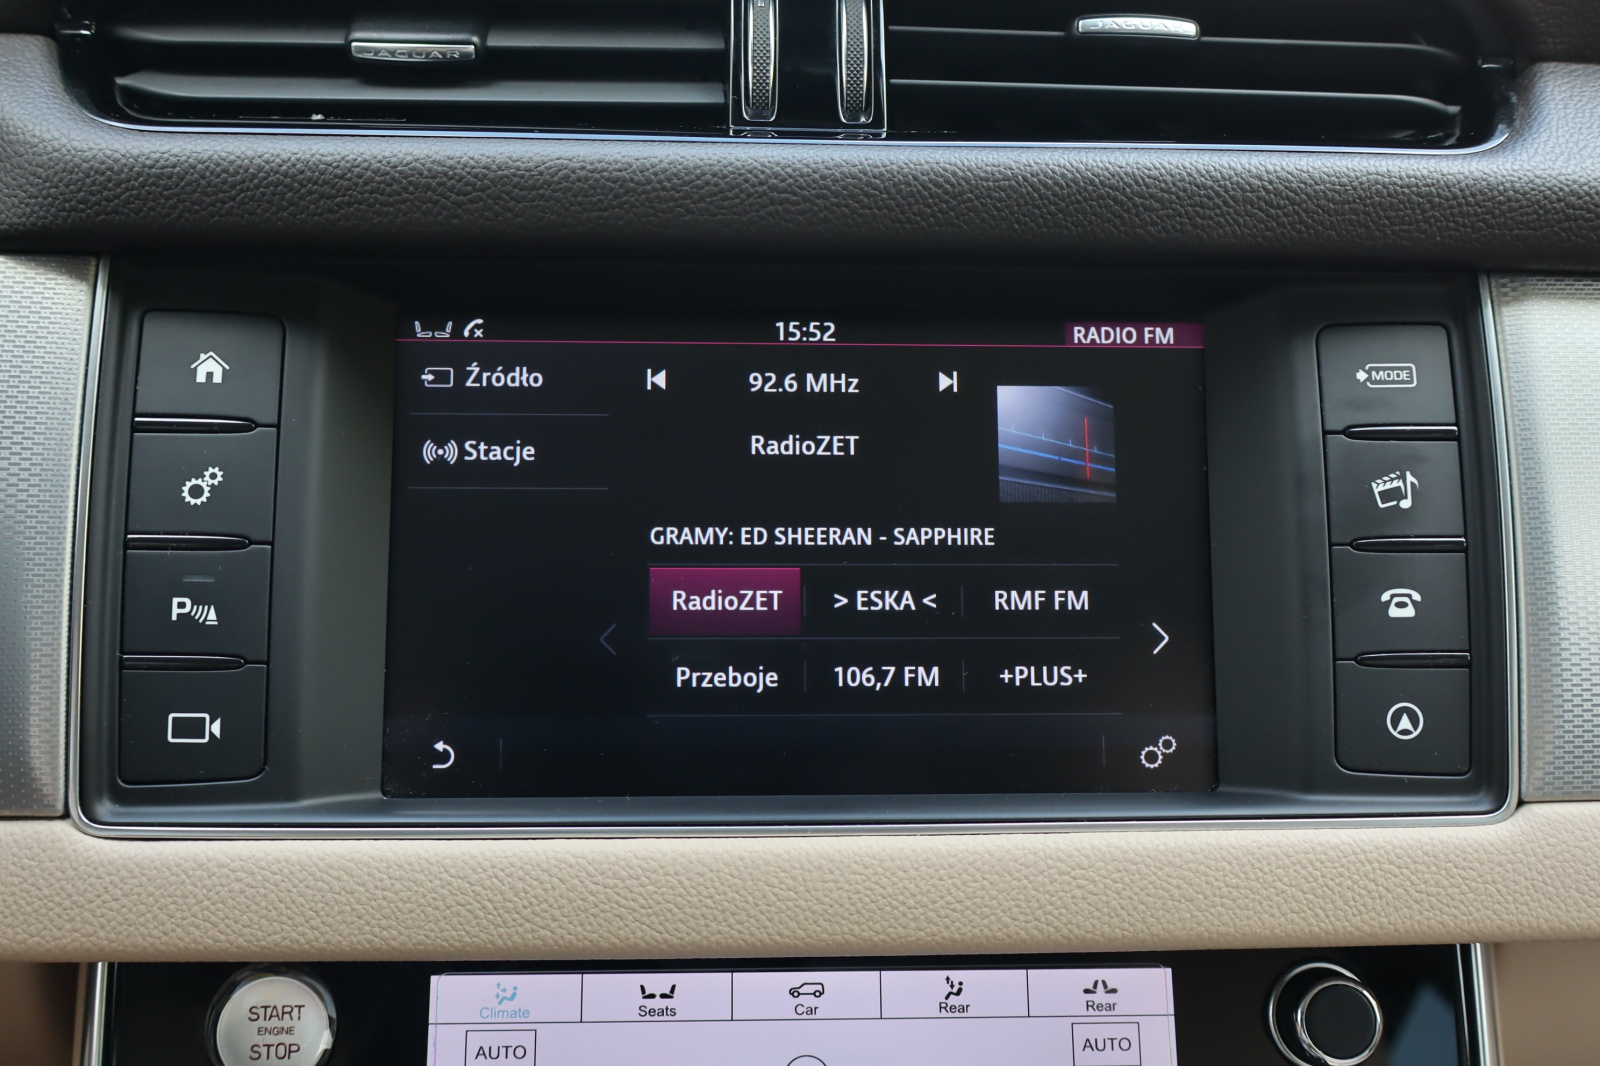 JAGUAR
JAGUAR
15:52
RADIO FM
Źródło
92.6 MHz
MODE
Stacje
RadioZET
GRAMY: ED SHEERAN - SAPPHIRE
RadioZET
> ESKA <
RMF FM
P
Przeboje
106,7 FM
+PLUS+
START
ENGINE
STOP
Climate
Seats
Car
Rear
Rear
AUTO
AUTO